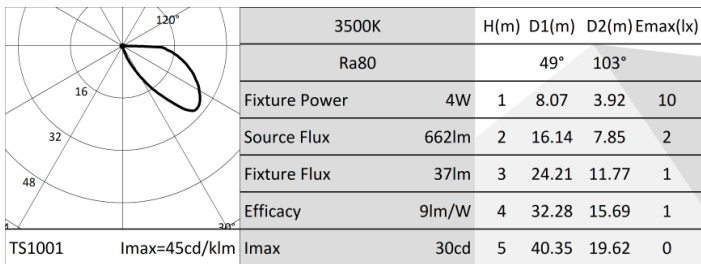 120°
16
32
48
30°
TS1001 Imax=45cd/klm
3500K H(m) D1(m) D2(m) Emax(lx)
Ra80 49° 103°
Fixture Power 4W 1 8.07 3.92 10
Source Flux 662lm 2 16.14 7.85 2
Fixture Flux 37lm 3 24.21 11.77 1
Efficacy 9lm/W 4 32.28 15.69 1
Imax 30cd 5 40.35 19.62 0